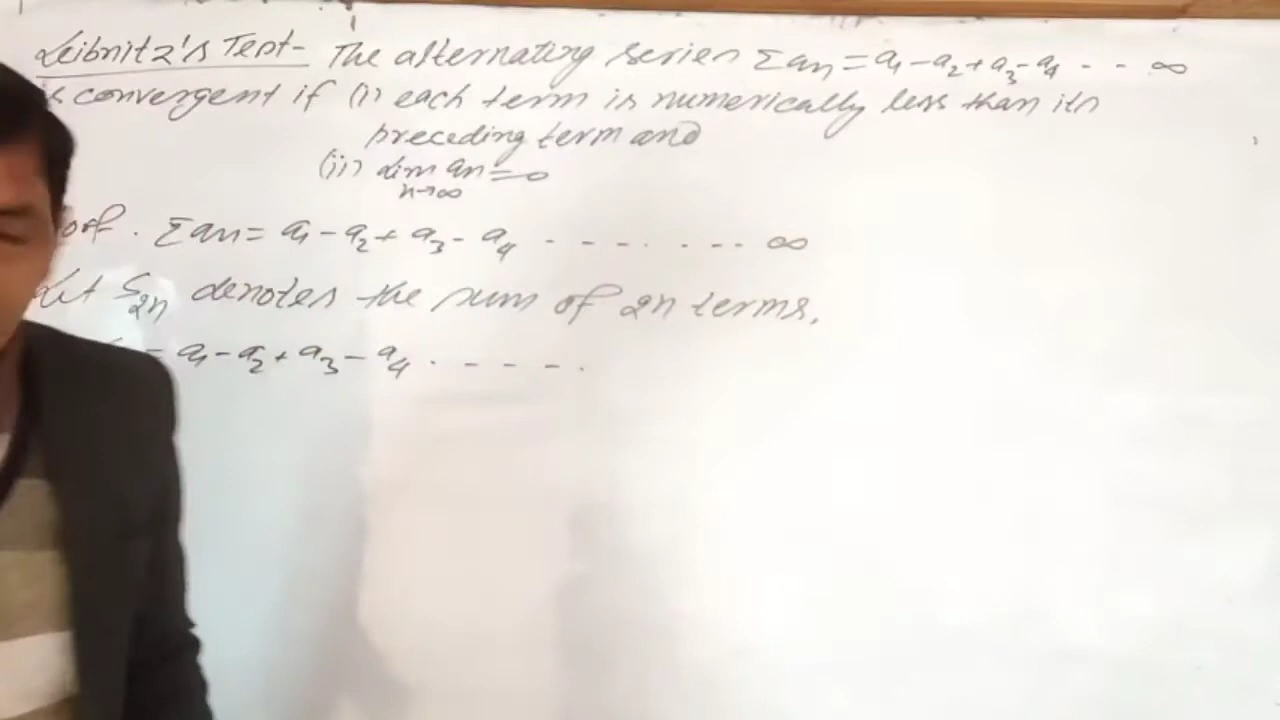 Leibnitz's Test- The alternating series Σan = a1 - a2 + a3 - a4 - - - ∞
is convergent if (i) each term is numerically less than its
preceding term and
(ii) lim an = 0
n→∞
Σan = a1 - a2 + a3 - a4 - - - - - - - - ∞
Let S2n denotes the sum of 2n terms,
= a1 - a2 + a3 - a4 . - - - - .